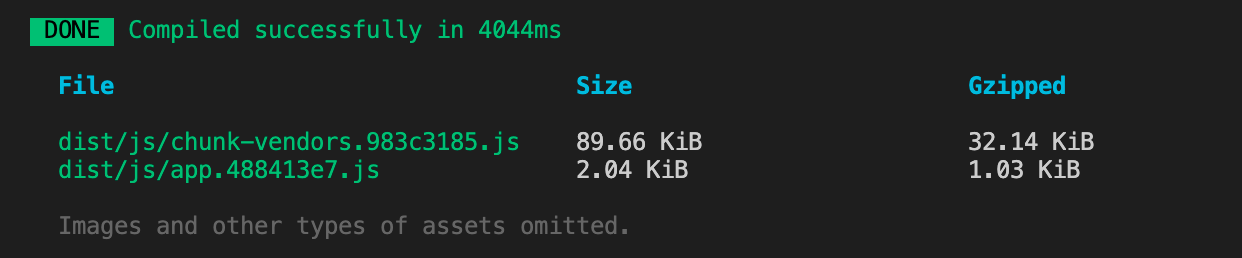 DONE Compiled successfully in 4044ms
File Size Gzipped
dist/js/chunk-vendors.983c3185.js 89.66 KiB 32.14 KiB
dist/js/app.488413e7.js 2.04 KiB 1.03 KiB
Images and other types of assets omitted.